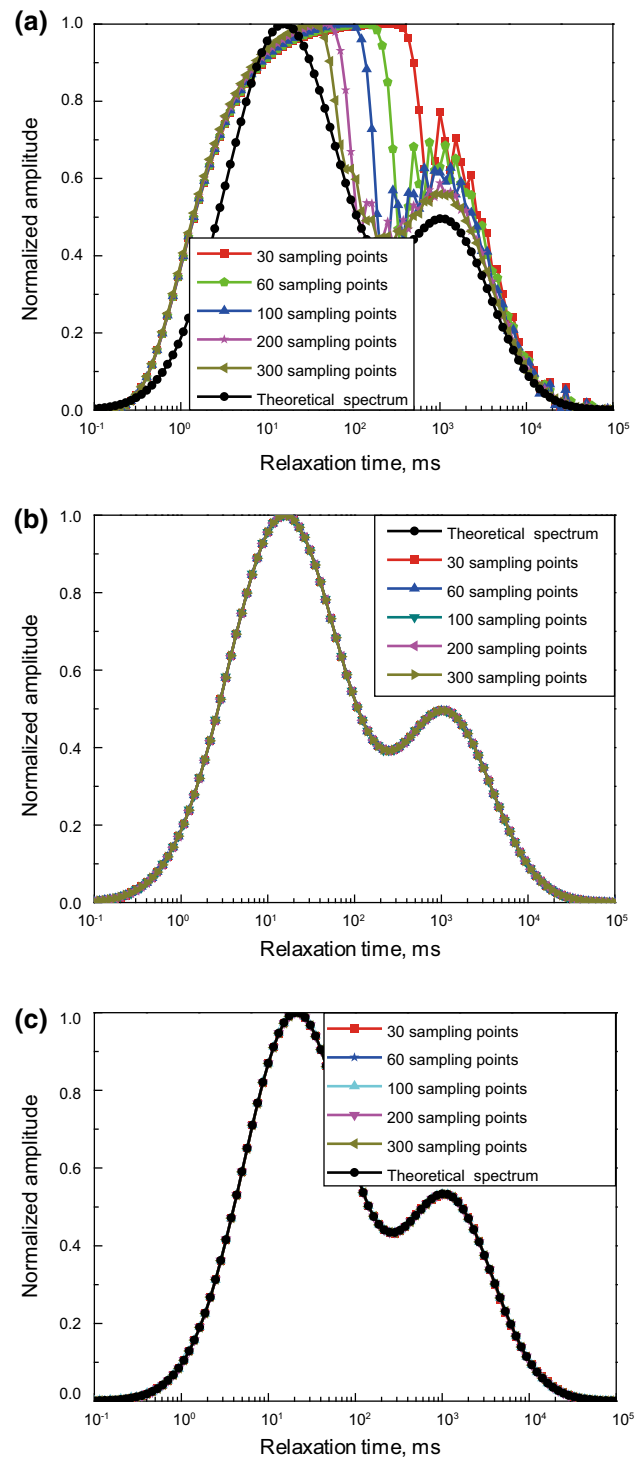 (a)
1.0
0.8
0.6
0.4
0.2
0.0
Normalized amplitude
30 sampling points
60 sampling points
100 sampling points
200 sampling points
300 sampling points
Theoretical spectrum
10-1
100
101
102
103
104
105
Relaxation time, ms
(b)
1.0
0.8
0.6
0.4
0.2
0.0
Normalized amplitude
Theoretical spectrum
30 sampling points
60 sampling points
100 sampling points
200 sampling points
300 sampling points
10-1
100
101
102
103
104
105
Relaxation time, ms
(c)
1.0
0.8
0.6
0.4
0.2
0.0
Normalized amplitude
30 sampling points
60 sampling points
100 sampling points
200 sampling points
300 sampling points
Theoretical spectrum
10-1
100
101
102
103
104
105
Relaxation time, ms